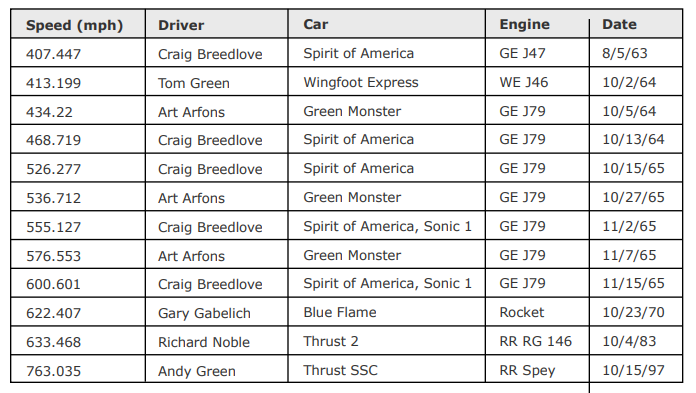 Speed (mph) Driver Car Engine Date
407.447 Craig Breedlove Spirit of America GE J47 8/5/63
413.199 Tom Green Wingfoot Express WE J46 10/2/64
434.22 Art Arfons Green Monster GE J79 10/5/64
468.719 Craig Breedlove Spirit of America GE J79 10/13/64
526.277 Craig Breedlove Spirit of America GE J79 10/15/65
536.712 Art Arfons Green Monster GE J79 10/27/65
555.127 Craig Breedlove Spirit of America, Sonic 1 GE J79 11/2/65
576.553 Art Arfons Green Monster GE J79 11/7/65
600.601 Craig Breedlove Spirit of America, Sonic 1 GE J79 11/15/65
622.407 Gary Gabelich Blue Flame Rocket 10/23/70
633.468 Richard Noble Thrust 2 RR RG 146 10/4/83
763.035 Andy Green Thrust SSC RR Spey 10/15/97